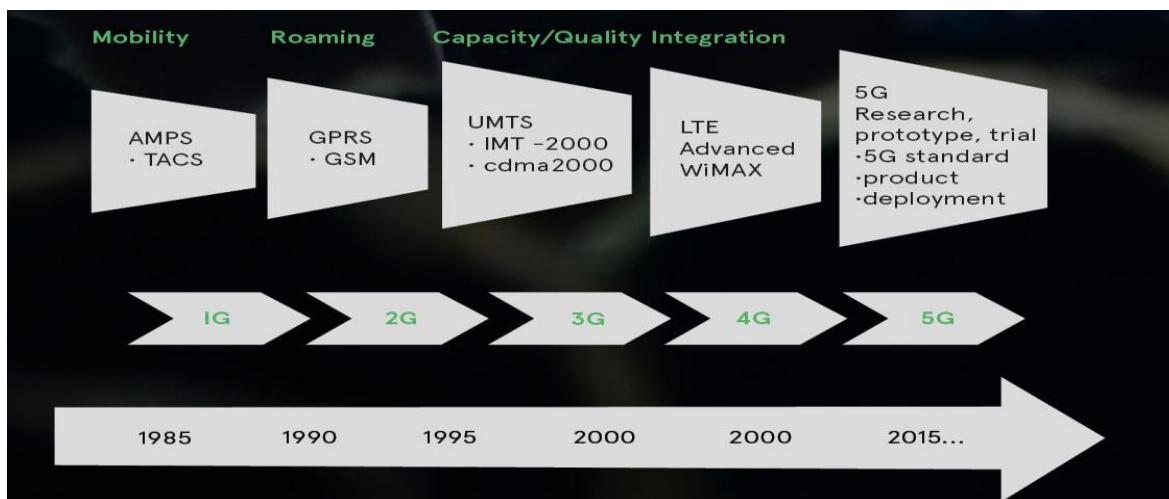 Mobility
Roaming
Capacity/Quality
Integration
AMPS
· TACS
GPRS
· GSM
UMTS
· IMT -2000
· cdma2000
LTE
Advanced
WiMAX
5G
Research,
prototype, trial
·5G standard
·product
·deployment
1G
2G
3G
4G
5G
1985
1990
1995
2000
2000
2015...